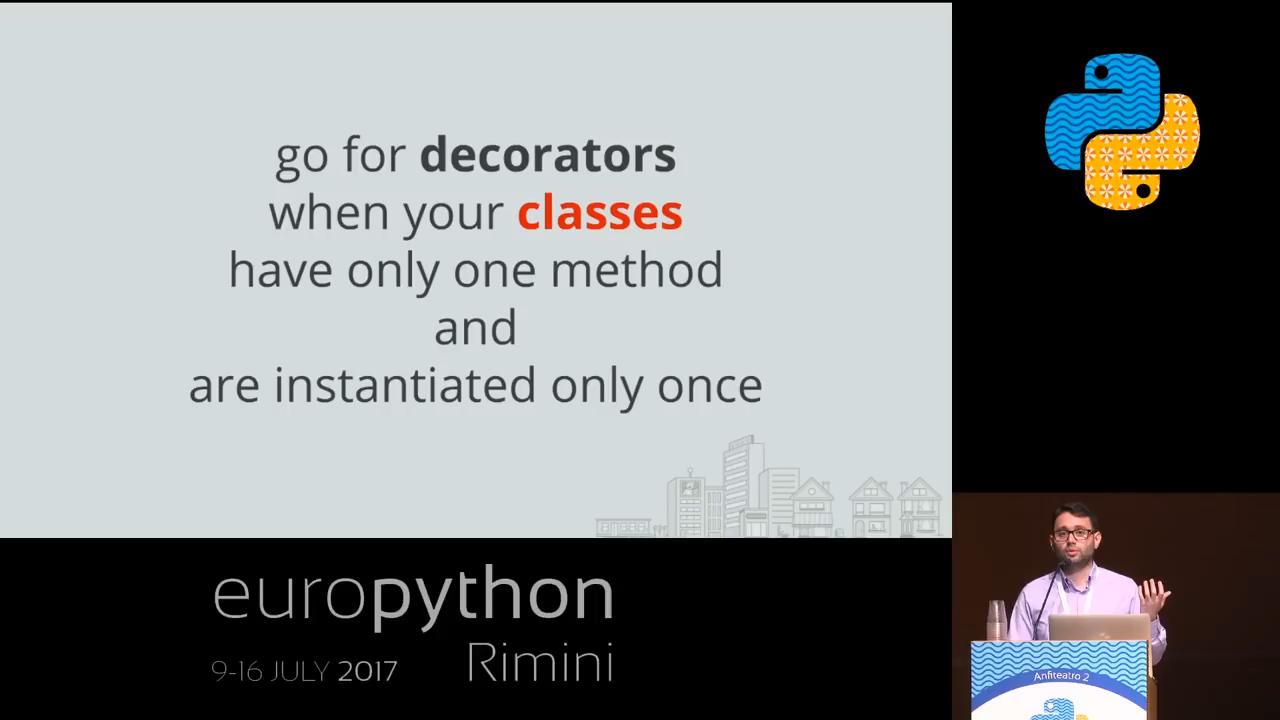 go for decorators
when your classes
have only one method
and
are instantiated only once
europython
9-16 JULY 2017
Rimini
Anfiteatro 2